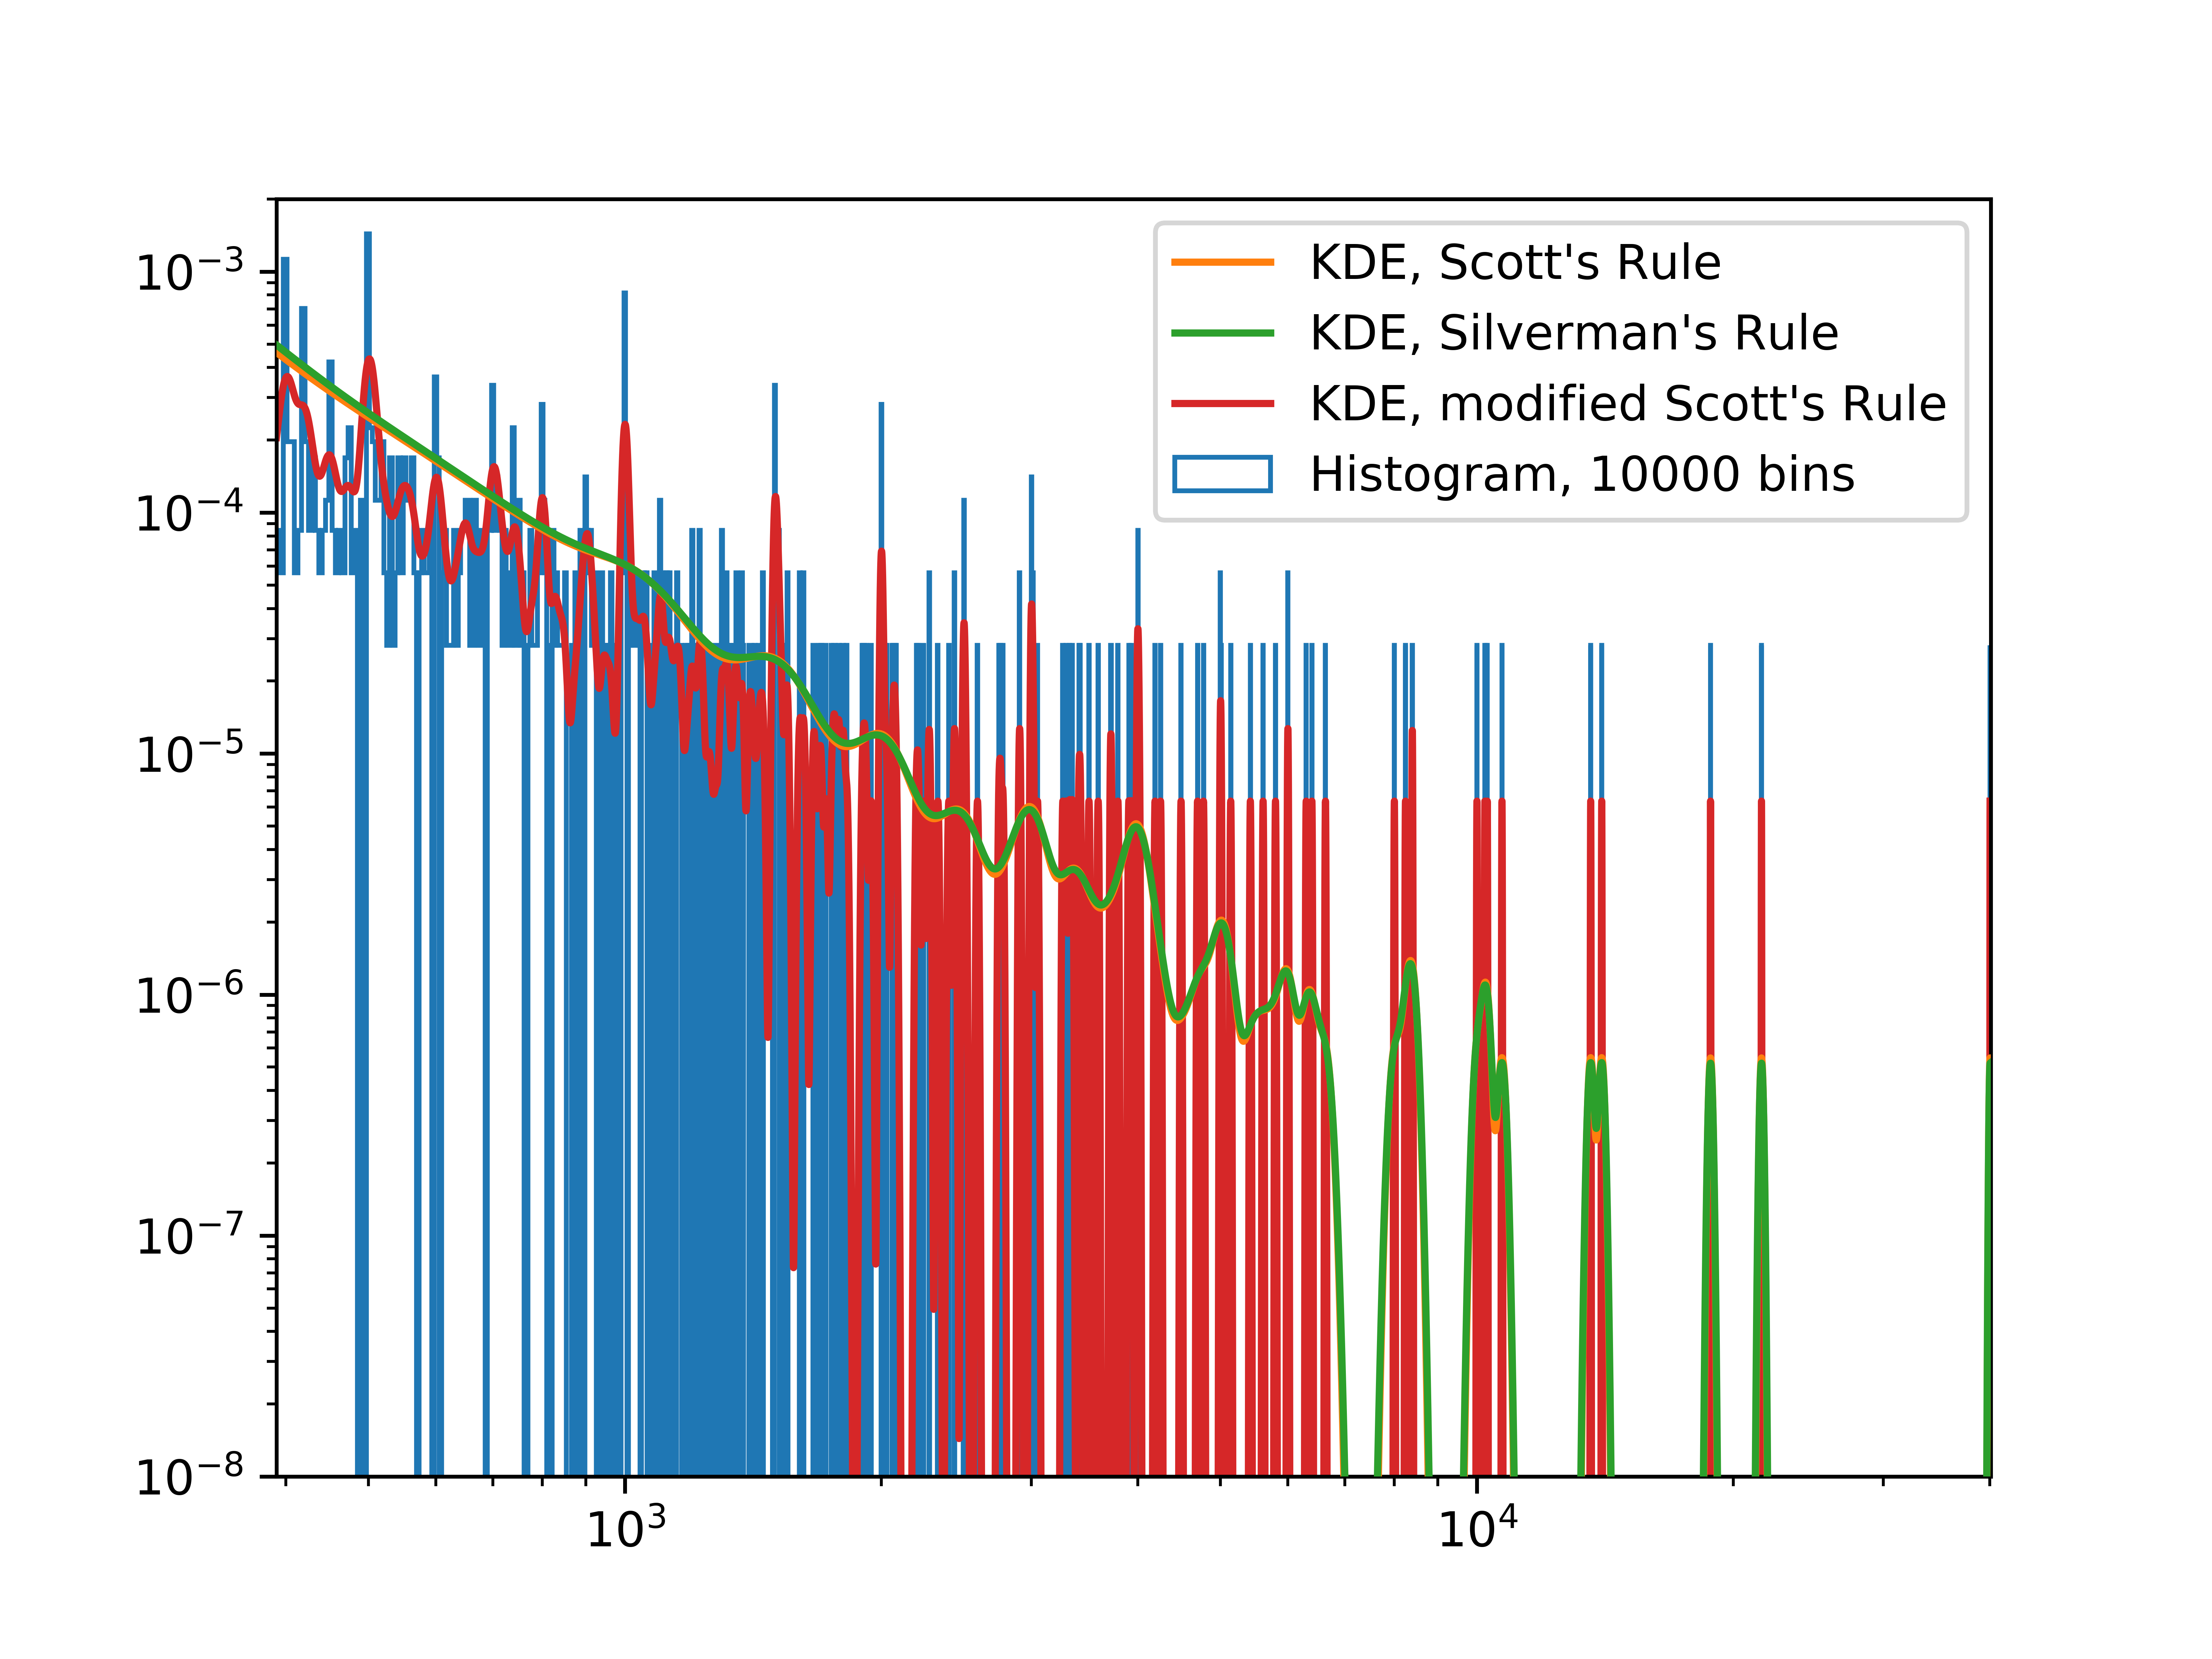 KDE, Scott's Rule
KDE, Silverman's Rule
KDE, modified Scott's Rule
Histogram, 10000 bins
10⁻³
10⁻⁴
10⁻⁵
10⁻⁶
10⁻⁷
10⁻⁸
10³
10⁴